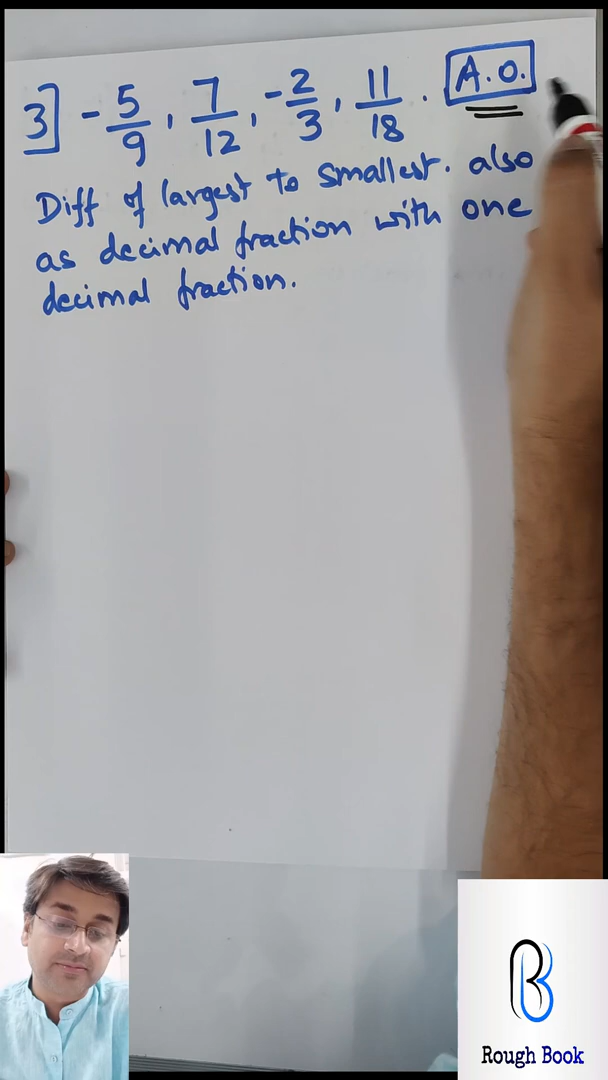 3] - 5/9 , 7/12 , - 2/3 , 11/18 . A.O.
Diff of largest to smallest. also
as decimal fraction with one
decimal fraction.
B
Rough Book